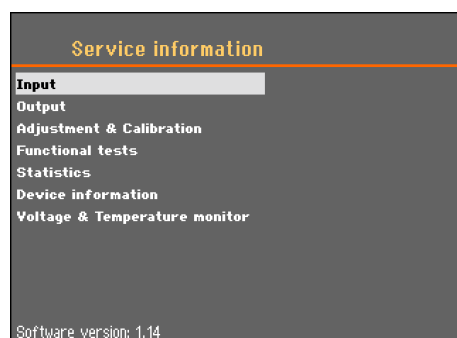 Service information
Input
Output
Adjustment & Calibration
Functional tests
Statistics
Device information
Voltage & Temperature monitor
Software version: 1.14